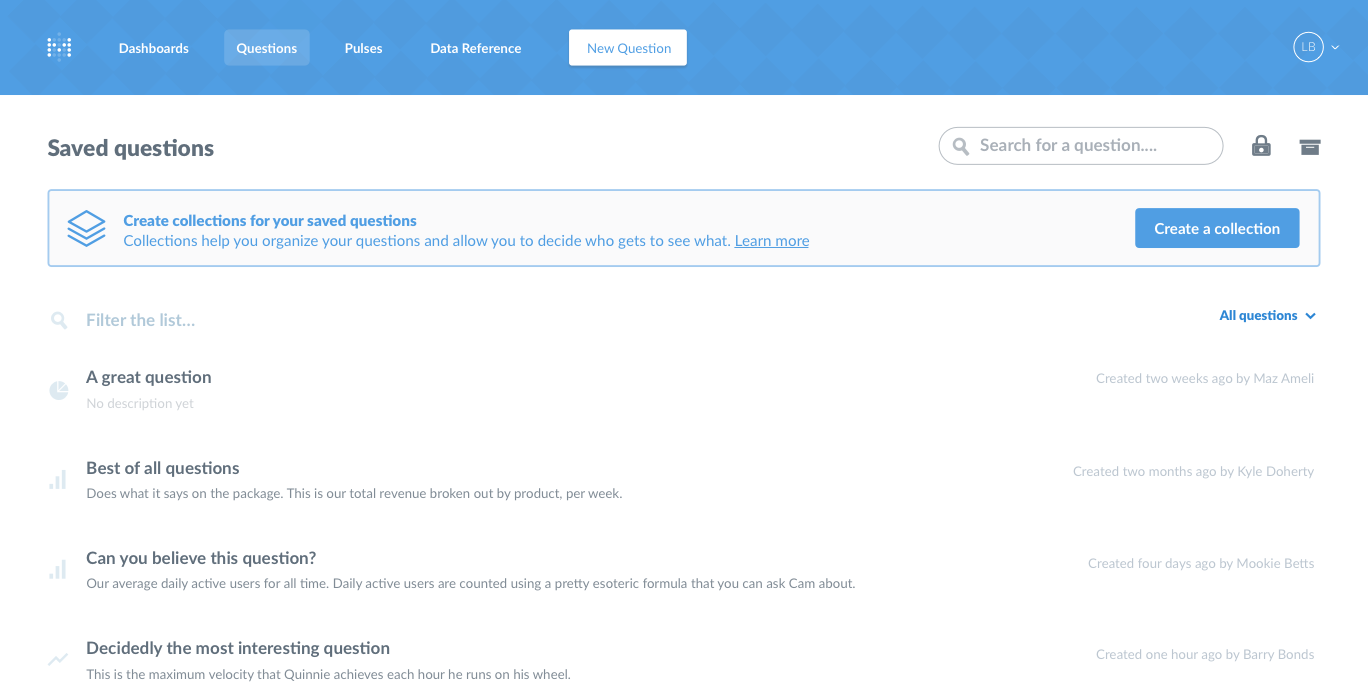 Dashboards Questions Pulses Data Reference New Question LB
Saved questions
Search for a question....
Create collections for your saved questions
Collections help you organize your questions and allow you to decide who gets to see what. Learn more
Create a collection
Filter the list...
All questions
A great question
Created two weeks ago by Maz Ameli
No description yet
Best of all questions
Created two months ago by Kyle Doherty
Does what it says on the package. This is our total revenue broken out by product, per week.
Can you believe this question?
Created four days ago by Mookie Betts
Our average daily active users for all time. Daily active users are counted using a pretty esoteric formula that you can ask Cam about.
Decidedly the most interesting question
Created one hour ago by Barry Bonds
This is the maximum velocity that Quinnie achieves each hour he runs on his wheel.